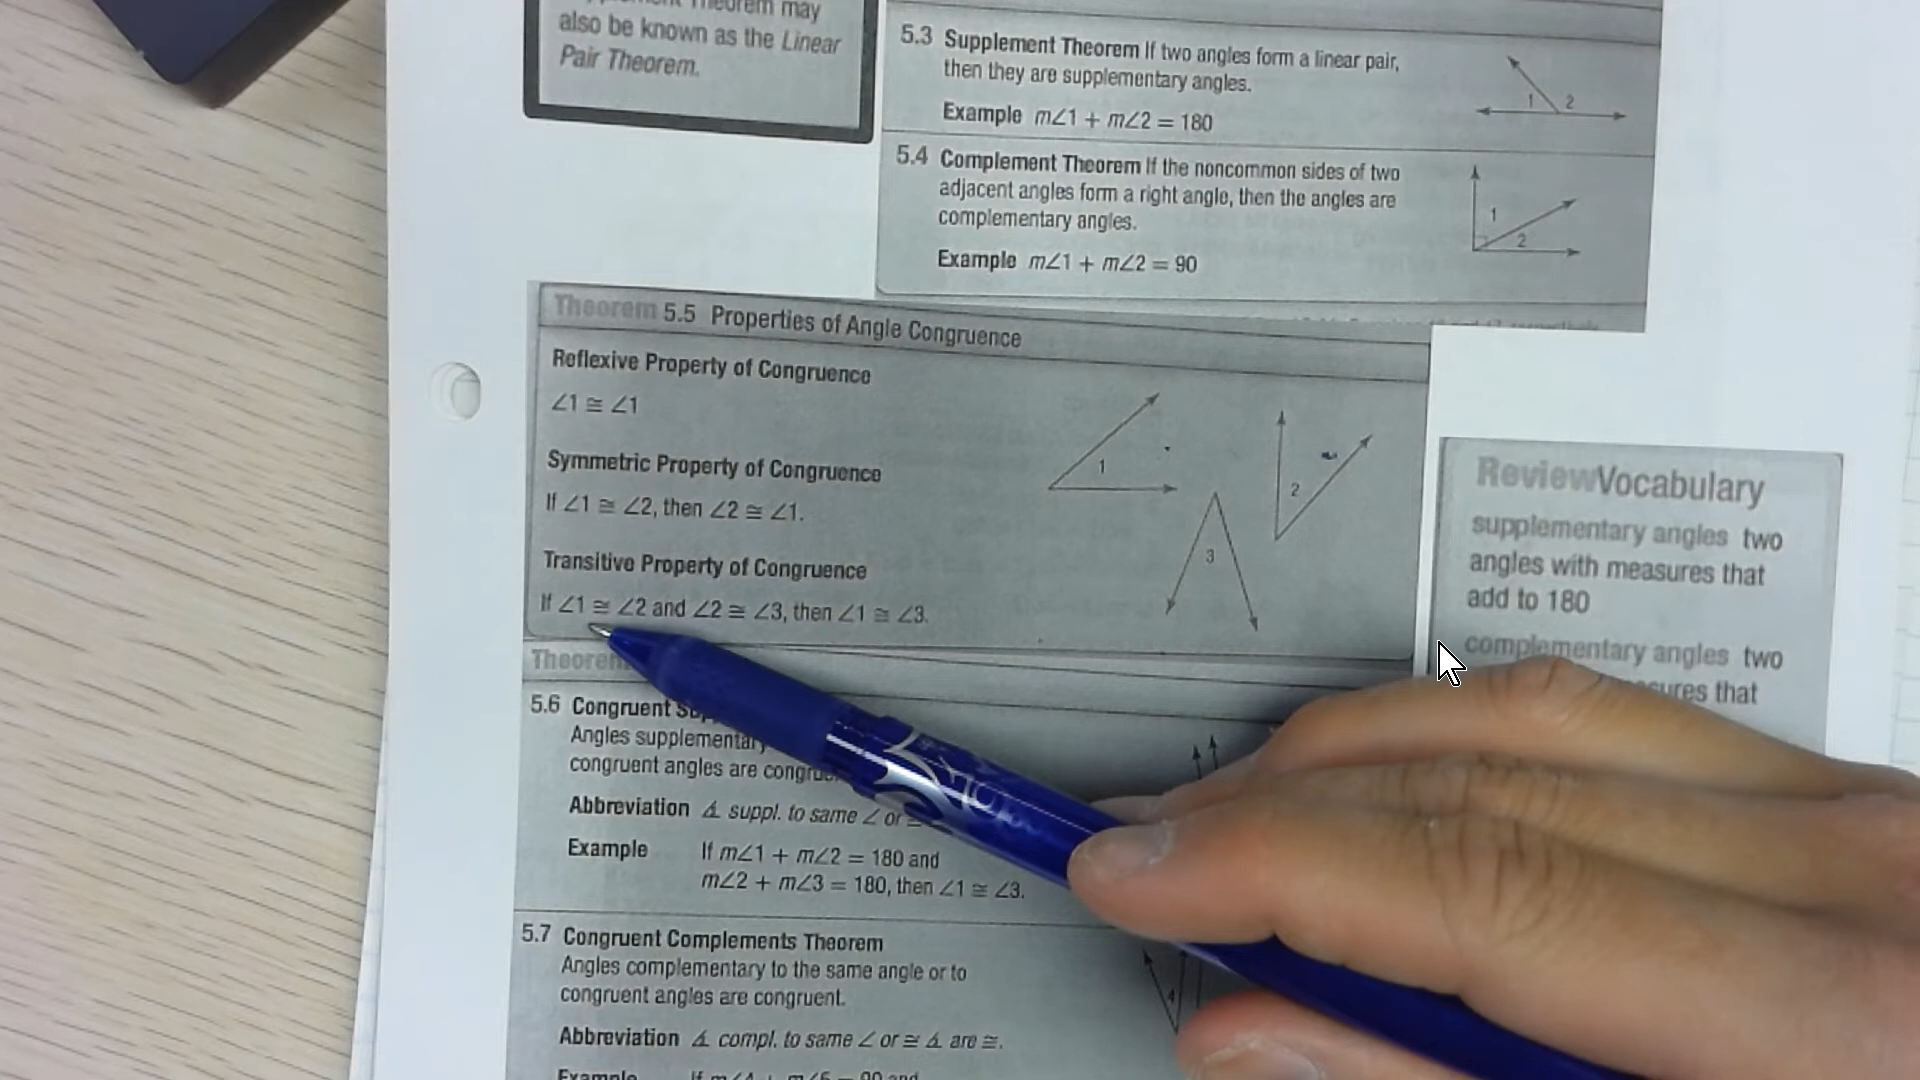 Theorem may
also be known as the Linear
Pair Theorem.
5.3 Supplement Theorem If two angles form a linear pair,
then they are supplementary angles.
Example m∠1 + m∠2 = 180
1 2
5.4 Complement Theorem If the noncommon sides of two
adjacent angles form a right angle, then the angles are
complementary angles.
Example m∠1 + m∠2 = 90
1
2
Theorem 5.5 Properties of Angle Congruence
Reflexive Property of Congruence
∠1 ≅ ∠1
Symmetric Property of Congruence
If ∠1 ≅ ∠2, then ∠2 ≅ ∠1.
Transitive Property of Congruence
If ∠1 ≅ ∠2 and ∠2 ≅ ∠3, then ∠1 ≅ ∠3.
1
2
3
ReviewVocabulary
supplementary angles two
angles with measures that
add to 180
complementary angles two
that
5.6 Congruent
Angles supplementary
congruent angles are
Abbreviation ∡ suppl. to same ∠ or
Example If m∠1 + m∠2 = 180 and
m∠2 + m∠3 = 180, then ∠1 ≅ ∠3.
5.7 Congruent Complements Theorem
Angles complementary to the same angle or to
congruent angles are congruent.
Abbreviation ∡ compl. to same ∠ or ≅ ∡ are ≅.
4
Example